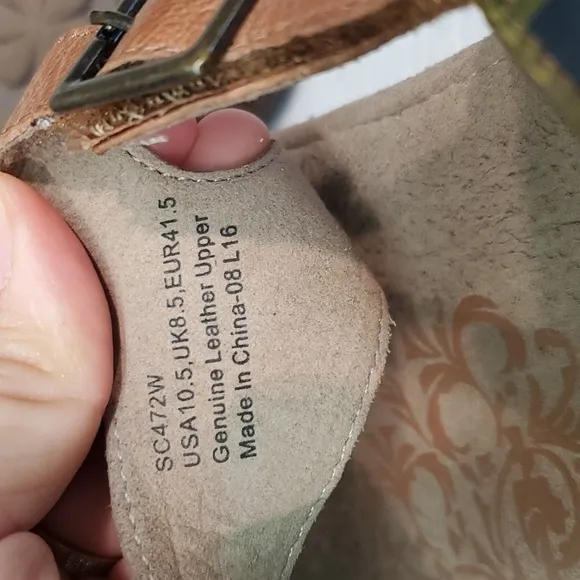 SC472W
USA10.5,UK8.5,EUR41.5
Genuine Leather Upper
Made In China-08 L16